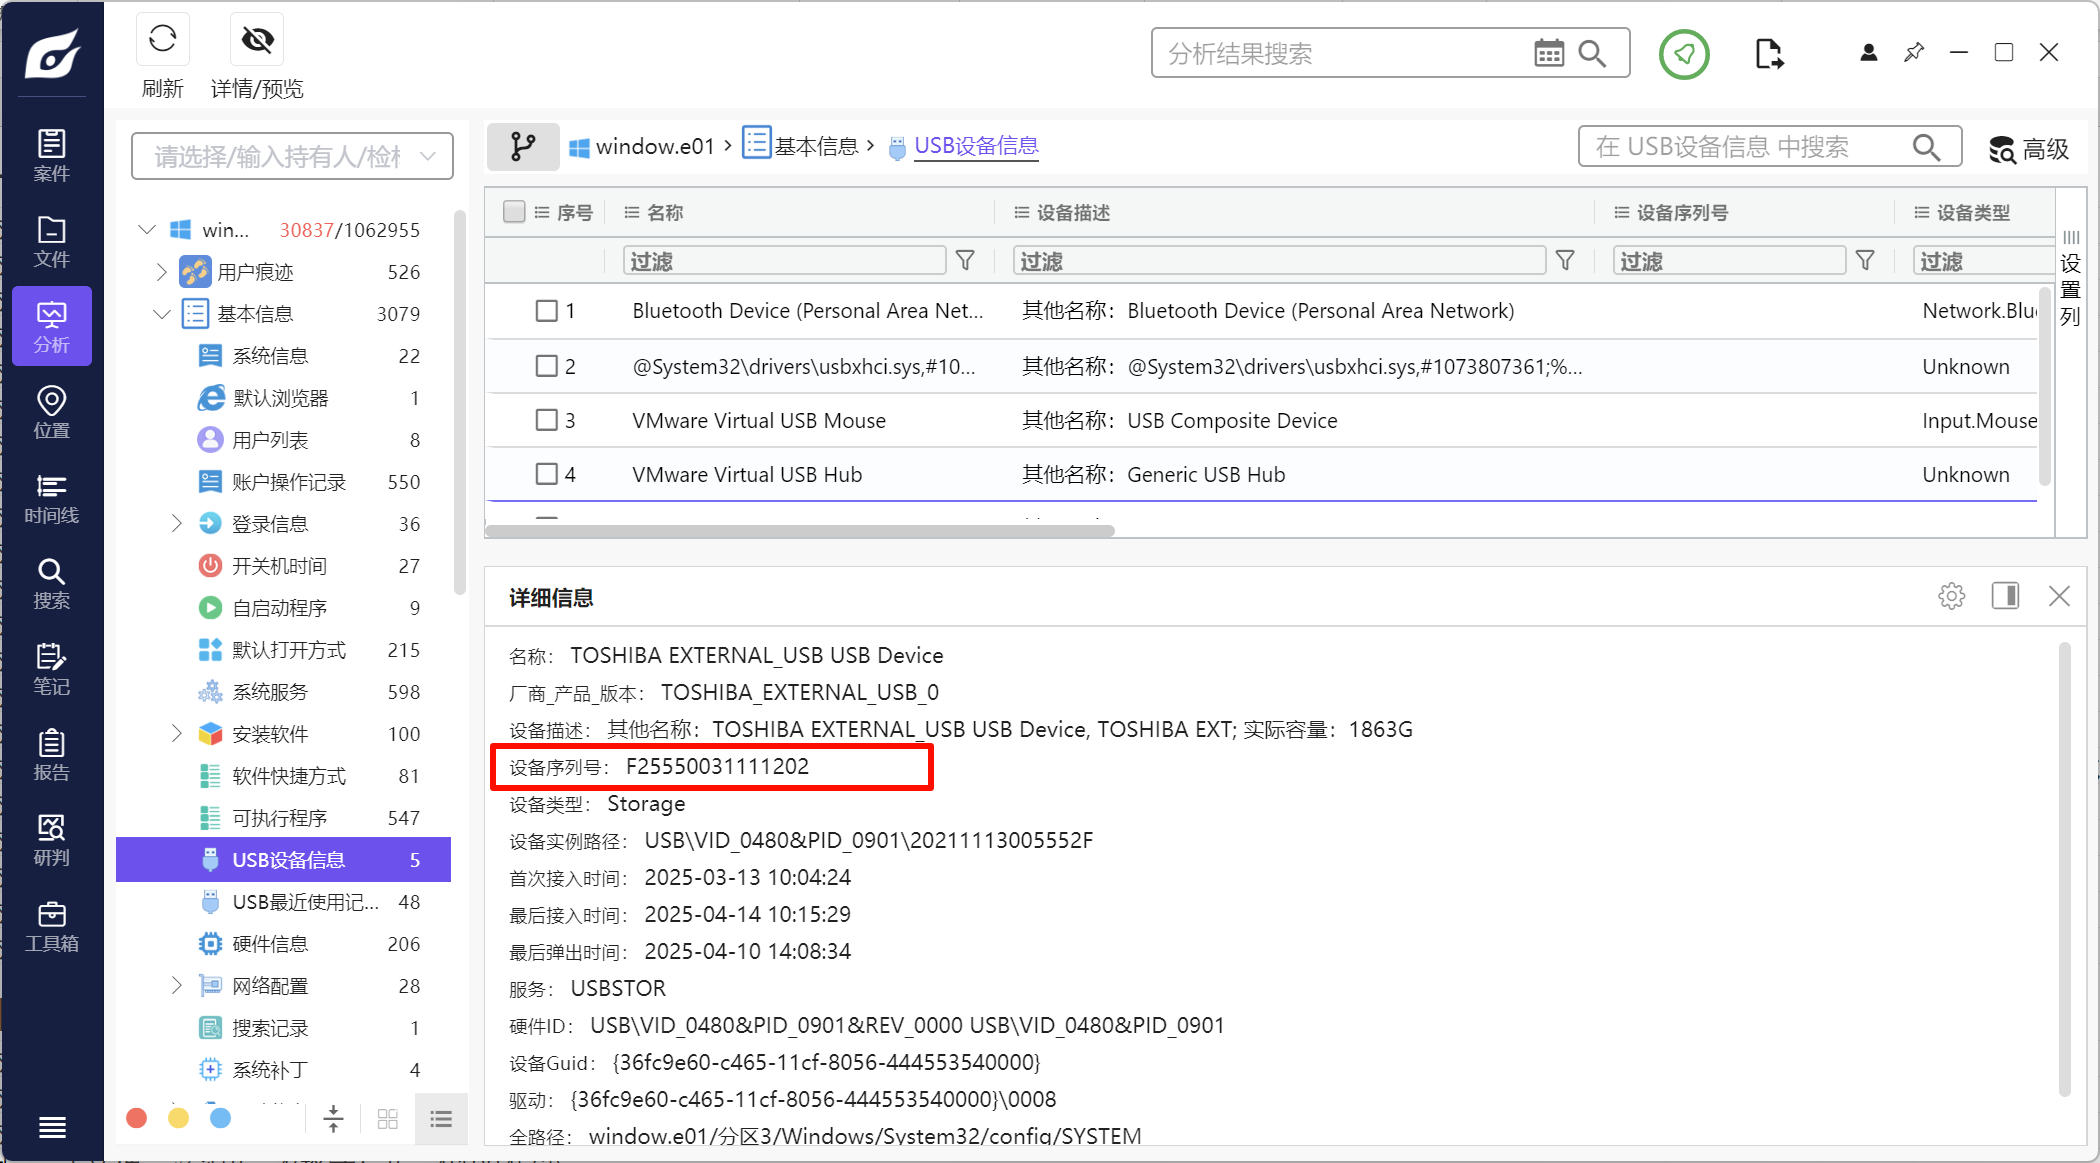 刷新
详情/预览
分析结果搜索
案件
文件
分析
位置
时间线
搜索
笔记
报告
研判
工具箱
请选择/输入持有人/检材
win... 30837/1062955
用户痕迹 526
基本信息 3079
系统信息 22
默认浏览器 1
用户列表 8
账户操作记录 550
登录信息 36
开关机时间 27
自启动程序 9
默认打开方式 215
系统服务 598
安装软件 100
软件快捷方式 81
可执行程序 547
USB设备信息 5
USB最近使用记... 48
硬件信息 206
网络配置 28
搜索记录 1
系统补丁 4
window.e01 > 基本信息 > USB设备信息
在 USB设备信息 中搜索
高级
序号 名称 设备描述 设备序列号 设备类型
过滤 过滤 过滤 过滤
设置列
1 Bluetooth Device (Personal Area Net... 其他名称：Bluetooth Device (Personal Area Network) Network.Blu
2 @System32\drivers\usbxhci.sys,#10... 其他名称：@System32\drivers\usbxhci.sys,#1073807361;%... Unknown
3 VMware Virtual USB Mouse 其他名称：USB Composite Device Input.Mouse
4 VMware Virtual USB Hub 其他名称：Generic USB Hub Unknown
详细信息
名称： TOSHIBA EXTERNAL_USB USB Device
厂商_产品_版本： TOSHIBA_EXTERNAL_USB_0
设备描述： 其他名称：TOSHIBA EXTERNAL_USB USB Device, TOSHIBA EXT; 实际容量：1863G
设备序列号： F25550031111202
设备类型： Storage
设备实例路径： USB\VID_0480&PID_0901\20211113005552F
首次接入时间： 2025-03-13 10:04:24
最后接入时间： 2025-04-14 10:15:29
最后弹出时间： 2025-04-10 14:08:34
服务： USBSTOR
硬件ID： USB\VID_0480&PID_0901&REV_0000 USB\VID_0480&PID_0901
设备Guid： {36fc9e60-c465-11cf-8056-444553540000}
驱动： {36fc9e60-c465-11cf-8056-444553540000}\0008
全路径： window.e01/分区3/Windows/System32/config/SYSTEM